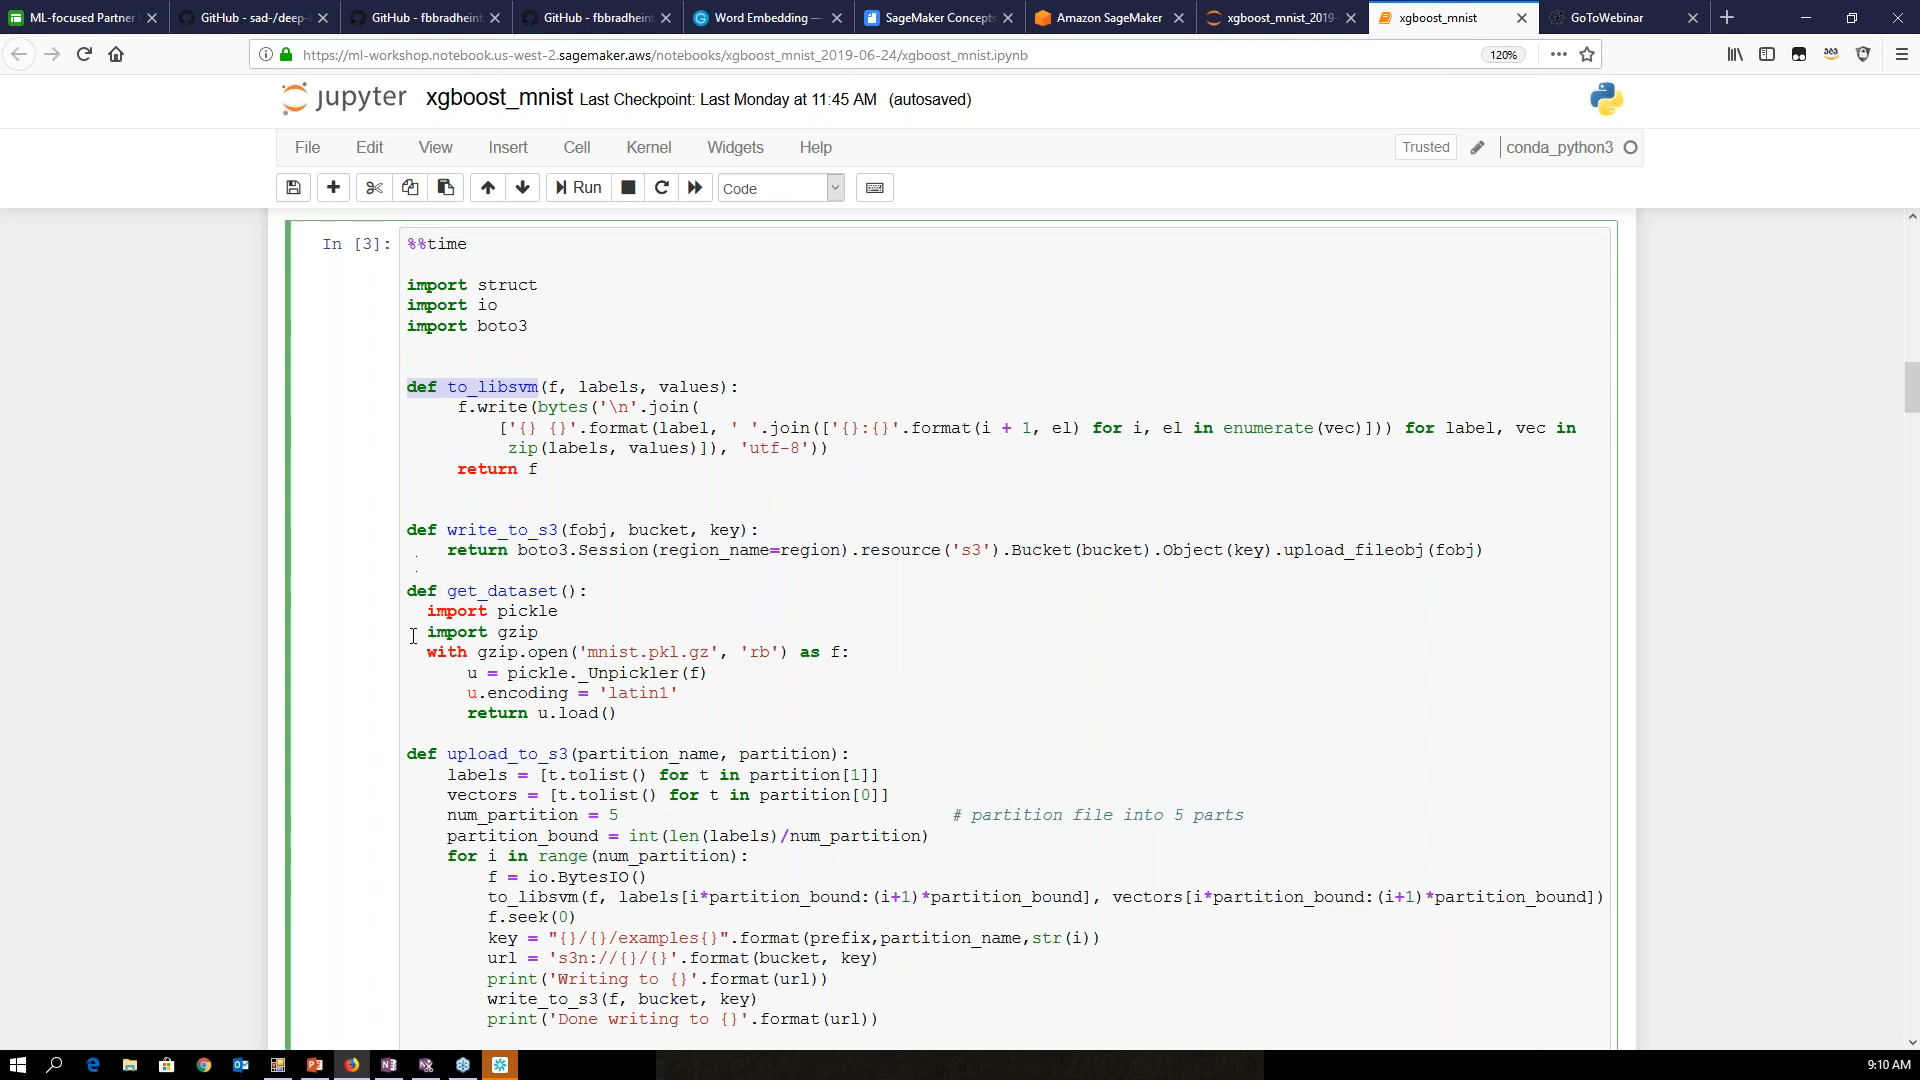 ML-focused Partner
GitHub - sad-/deep-
GitHub - fbbradheint
GitHub - fbbradheint
Word Embedding —
SageMaker Concepts
Amazon SageMaker
xgboost_mnist_2019-
xgboost_mnist
GoToWebinar
https://ml-workshop.notebook.us-west-2.sagemaker.aws/notebooks/xgboost_mnist_2019-06-24/xgboost_mnist.ipynb
120%
jupyter xgboost_mnist Last Checkpoint: Last Monday at 11:45 AM (autosaved)
File Edit View Insert Cell Kernel Widgets Help Trusted conda_python3
Run Code
In [3]: %%time
import struct
import io
import boto3
def to_libsvm(f, labels, values):
f.write(bytes('\n'.join(
['{} {}'.format(label, ' '.join(['{}:{}'.format(i + 1, el) for i, el in enumerate(vec)])) for label, vec in
zip(labels, values)]), 'utf-8'))
return f
def write_to_s3(fobj, bucket, key):
return boto3.Session(region_name=region).resource('s3').Bucket(bucket).Object(key).upload_fileobj(fobj)
def get_dataset():
import pickle
import gzip
with gzip.open('mnist.pkl.gz', 'rb') as f:
u = pickle._Unpickler(f)
u.encoding = 'latin1'
return u.load()
def upload_to_s3(partition_name, partition):
labels = [t.tolist() for t in partition[1]]
vectors = [t.tolist() for t in partition[0]]
num_partition = 5 # partition file into 5 parts
partition_bound = int(len(labels)/num_partition)
for i in range(num_partition):
f = io.BytesIO()
to_libsvm(f, labels[i*partition_bound:(i+1)*partition_bound], vectors[i*partition_bound:(i+1)*partition_bound])
f.seek(0)
key = "{}/{}/examples{}".format(prefix,partition_name,str(i))
url = 's3n://{}/{}'.format(bucket, key)
print('Writing to {}'.format(url))
write_to_s3(f, bucket, key)
print('Done writing to {}'.format(url))
9:10 AM